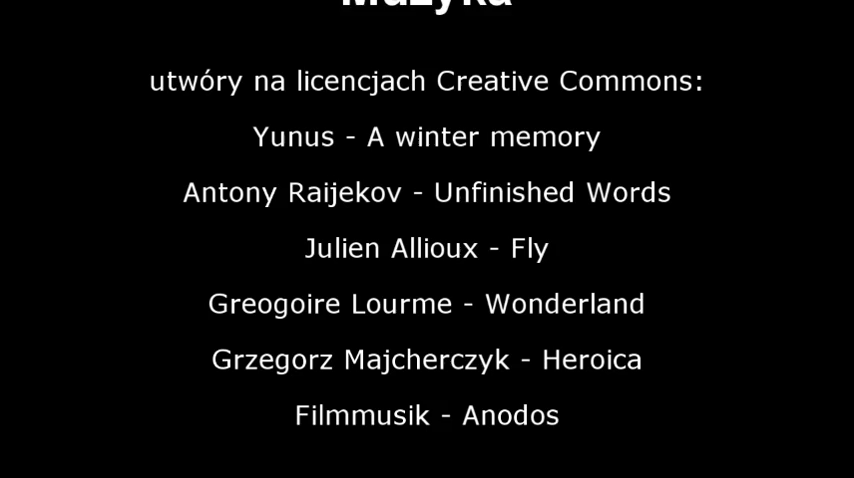 Muzyka
utwóry na licencjach Creative Commons:
Yunus - A winter memory
Antony Raijekov - Unfinished Words
Julien Allioux - Fly
Greogoire Lourme - Wonderland
Grzegorz Majcherczyk - Heroica
Filmmusik - Anodos